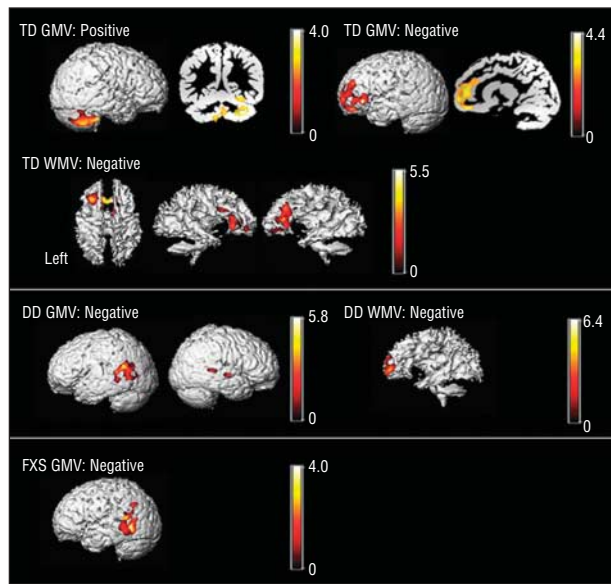 TD GMV: Positive
4.0
0
TD GMV: Negative
4.4
0
TD WMV: Negative
5.5
0
Left
DD GMV: Negative
5.8
0
DD WMV: Negative
6.4
0
FXS GMV: Negative
4.0
0